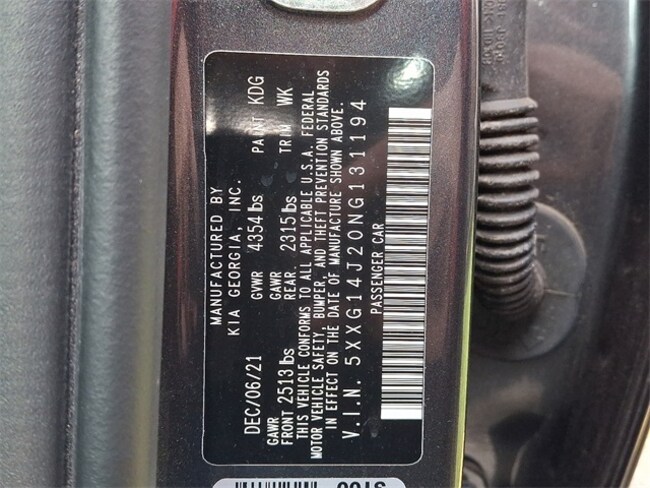 MANUFACTURED BY
KIA GEORGIA, INC.
DEC/06/21 GVWR 4354 lbs PAINT KDG
GAWR GAWR
FRONT 2513 lbs REAR 2315 lbs TRIM WK
THIS VEHICLE CONFORMS TO ALL APPLICABLE U.S.A. FEDERAL
MOTOR VEHICLE SAFETY, BUMPER, AND THEFT PREVENTION STANDARDS
IN EFFECT ON THE DATE OF MANUFACTURE SHOWN ABOVE.
V.I.N. 5XXG14J20NG131194
PASSENGER CAR